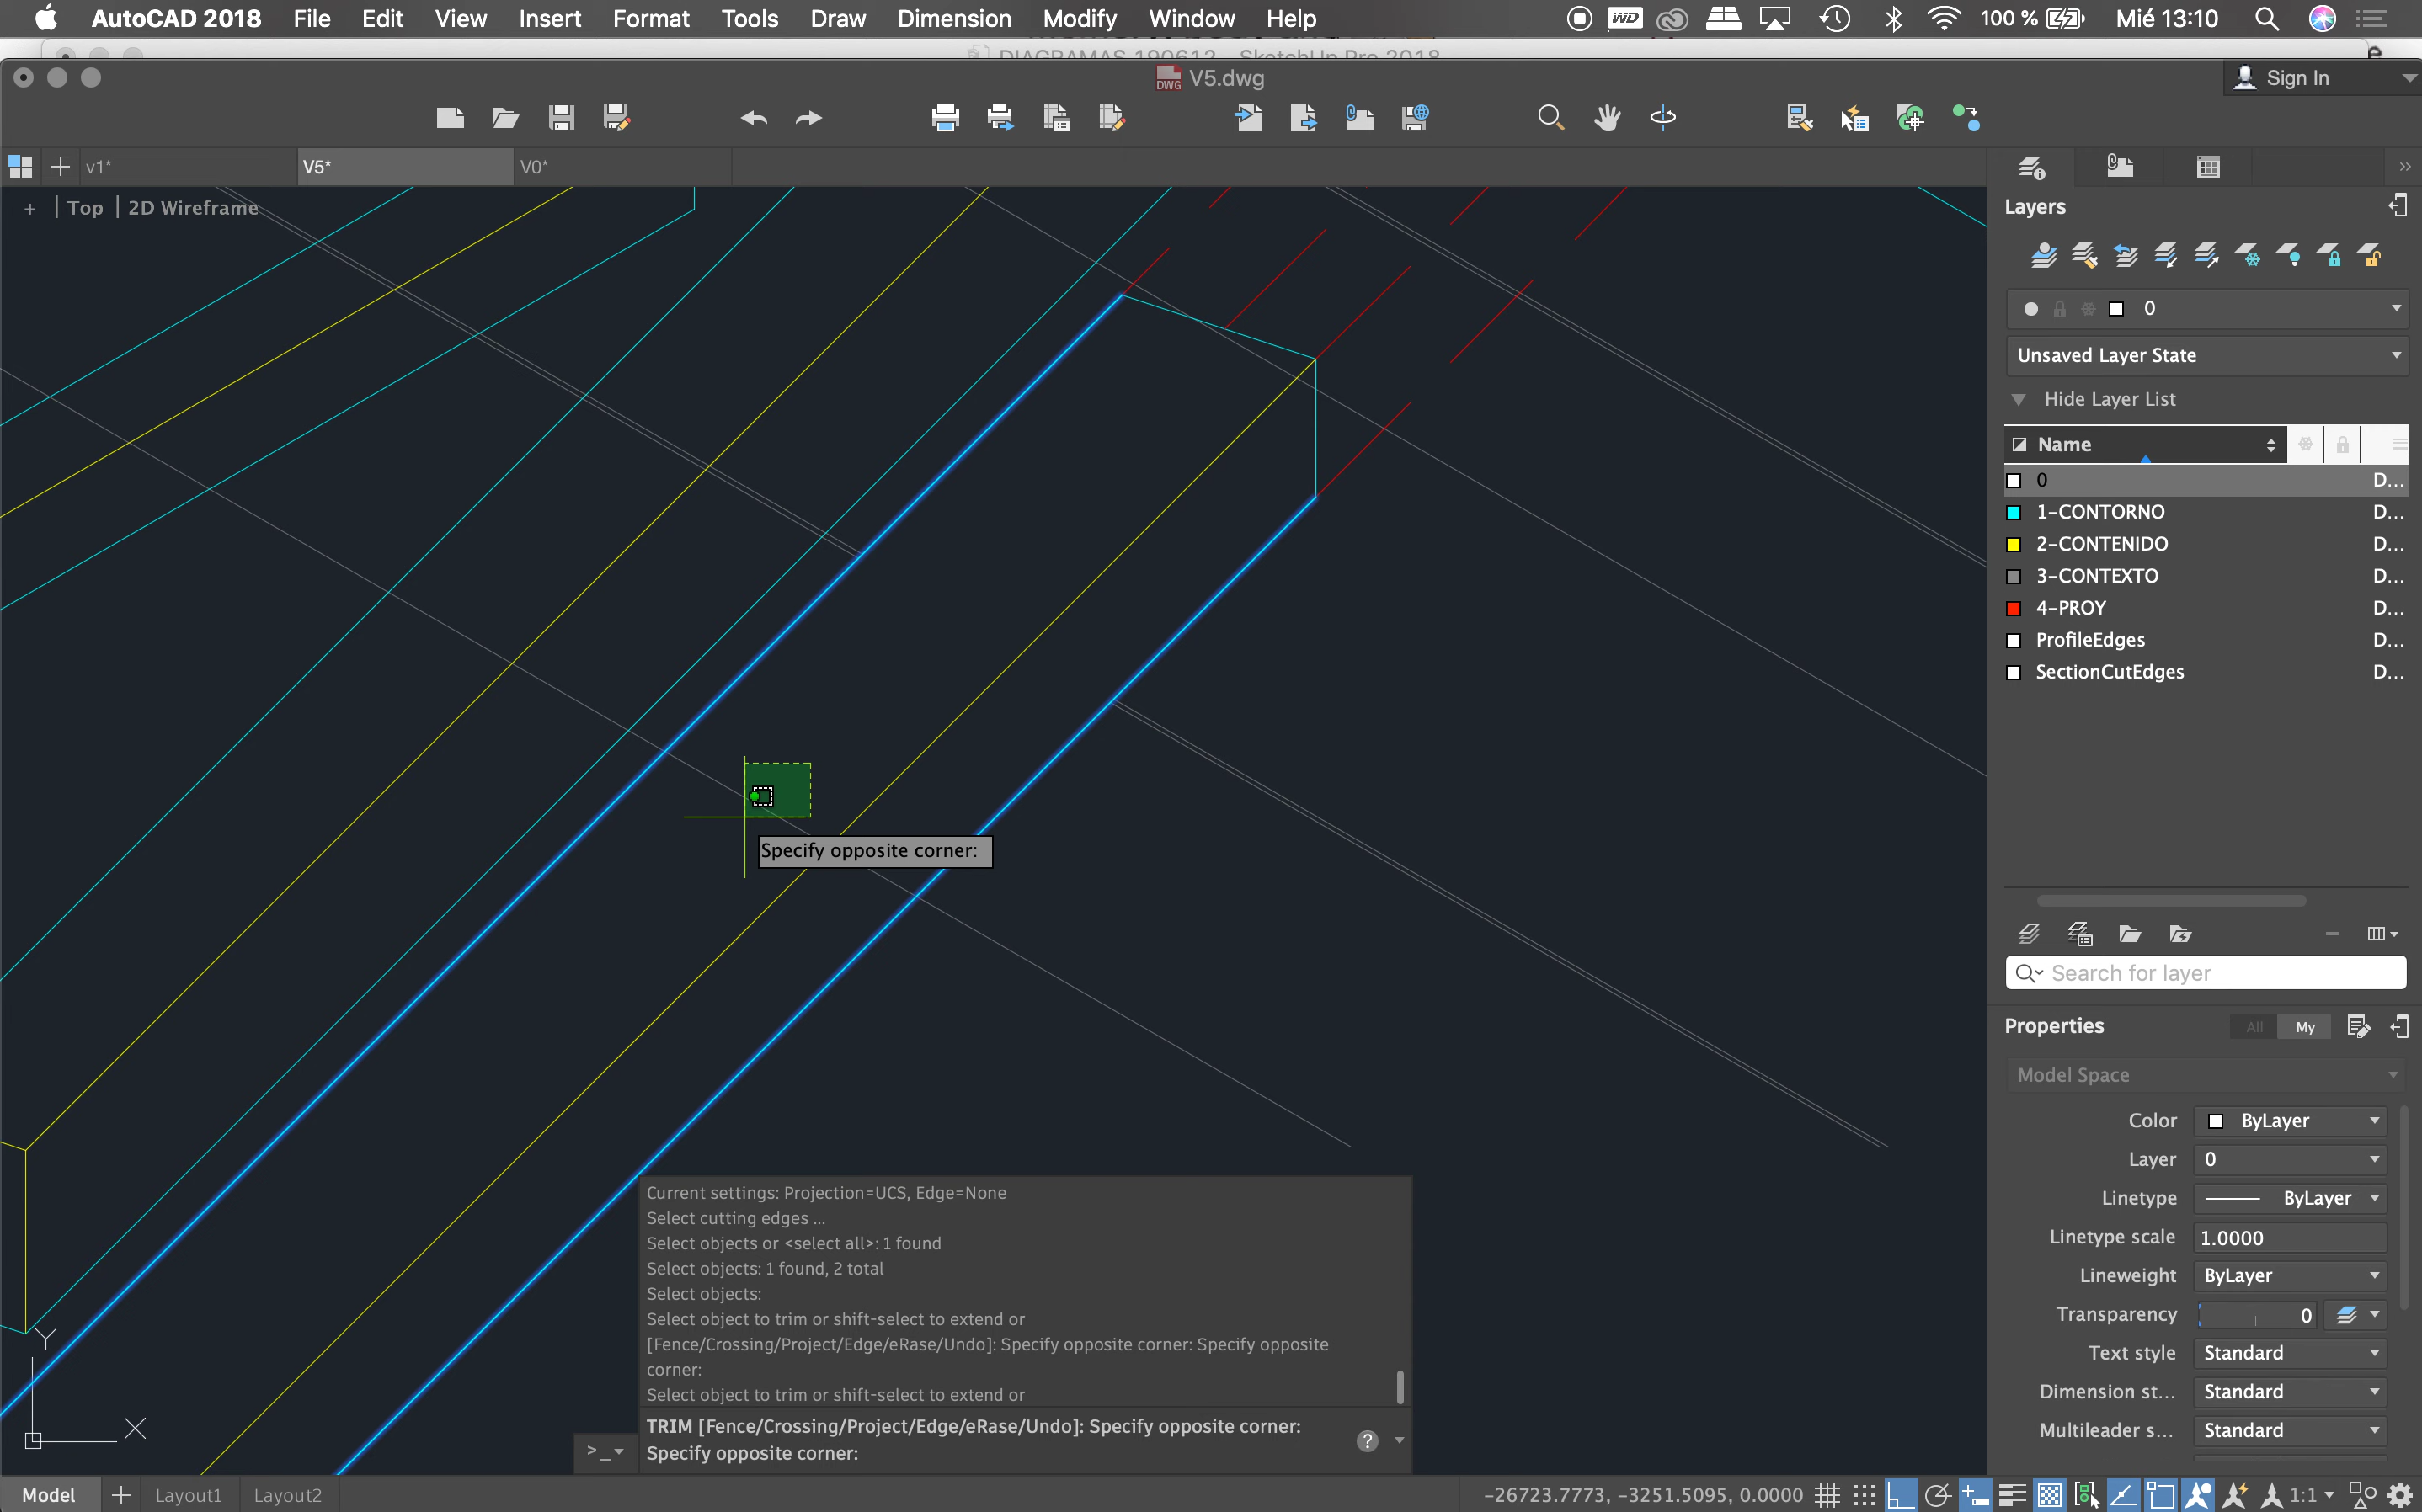 AutoCAD 2018 File Edit View Insert Format Tools Draw Dimension Modify Window Help WD 100 % Mié 13:10
DIAGRAMAS_190612 - SketchUp Pro 2018
DWG V5.dwg Sign In
v1* V5* V0*
+ | Top | 2D Wireframe
Layers
0
Unsaved Layer State
Hide Layer List
Name
0 D...
1-CONTORNO D...
2-CONTENIDO D...
3-CONTEXTO D...
4-PROY D...
ProfileEdges D...
SectionCutEdges D...
Specify opposite corner:
Search for layer
Properties All My
Model Space
Color ByLayer
Layer 0
Linetype ByLayer
Linetype scale 1.0000
Lineweight ByLayer
Transparency 0
Text style Standard
Dimension st... Standard
Multileader s... Standard
Y
X
Current settings: Projection=UCS, Edge=None
Select cutting edges ...
Select objects or <select all>: 1 found
Select objects: 1 found, 2 total
Select objects:
Select object to trim or shift-select to extend or
[Fence/Crossing/Project/Edge/eRase/Undo]: Specify opposite corner: Specify opposite
corner:
Select object to trim or shift-select to extend or
TRIM [Fence/Crossing/Project/Edge/eRase/Undo]: Specify opposite corner:
Specify opposite corner:
Model Layout1 Layout2 -26723.7773, -3251.5095, 0.0000 1:1